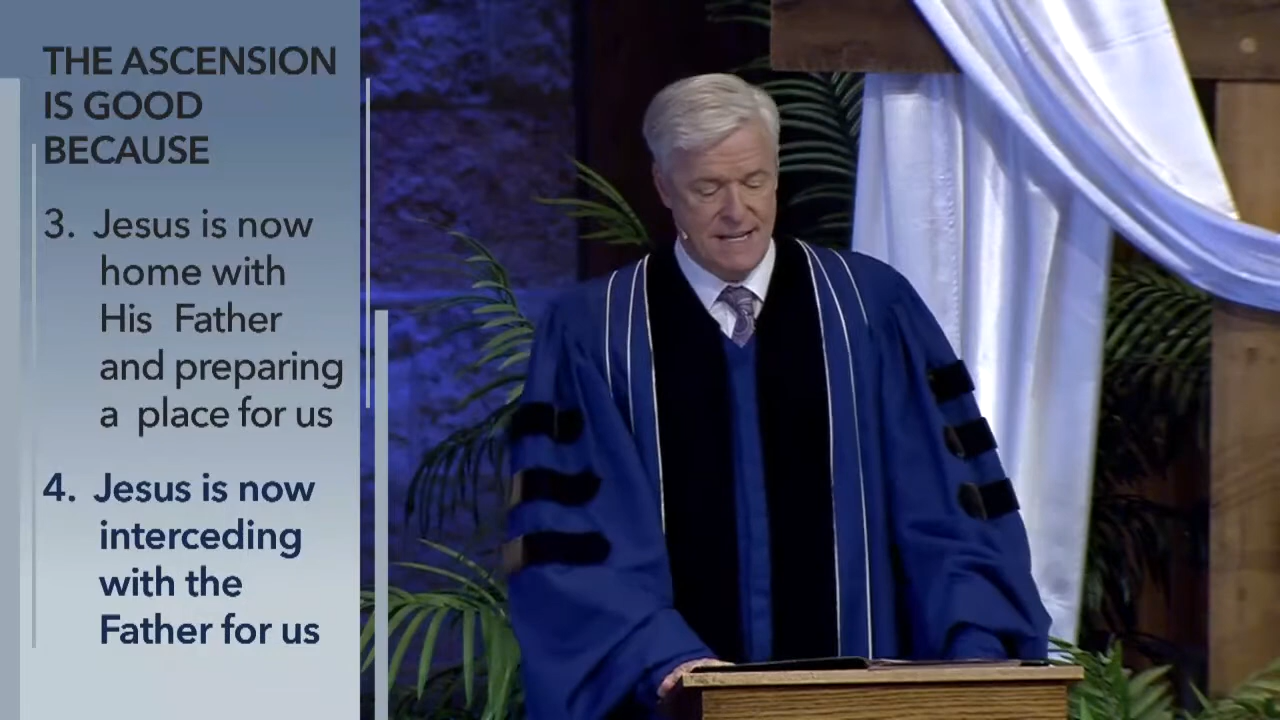 THE ASCENSION
IS GOOD
BECAUSE
3. Jesus is now
home with
His Father
and preparing
a place for us
4. Jesus is now
interceding
with the
Father for us